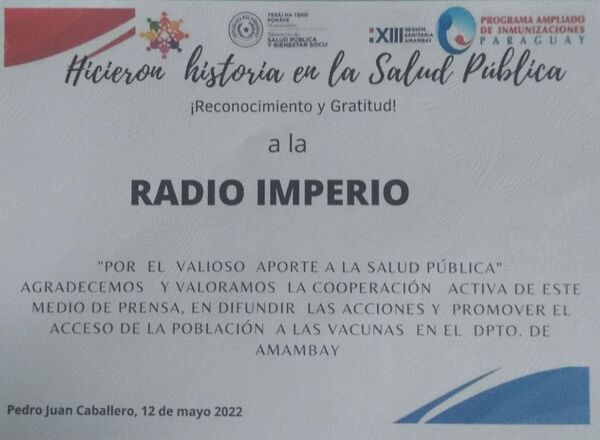 TESÃI HA TEKO
PORÃVE
SALUD PÚBLICA
Y BIENESTAR SOCIAL
XIII REGIÓN
SANITARIA
AMAMBAY
PROGRAMA AMPLIADO
DE INMUNIZACIONES
PARAGUAY
Hicieron historia en la Salud Pública
¡Reconocimiento y Gratitud!
a la
RADIO IMPERIO
"POR EL VALIOSO APORTE A LA SALUD PÚBLICA"
AGRADECEMOS Y VALORAMOS LA COOPERACIÓN ACTIVA DE ESTE
MEDIO DE PRENSA, EN DIFUNDIR LAS ACCIONES Y PROMOVER EL
ACCESO DE LA POBLACIÓN A LAS VACUNAS EN EL DPTO. DE
AMAMBAY
Pedro Juan Caballero, 12 de mayo 2022